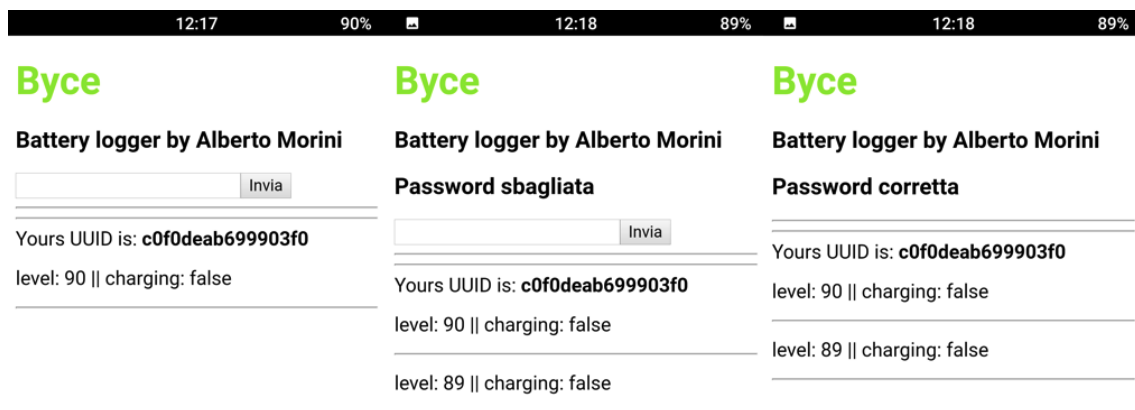 12:17 90%
Byce
Battery logger by Alberto Morini
Invia
Yours UUID is: c0f0deab699903f0
level: 90 || charging: false
12:18 89%
Byce
Battery logger by Alberto Morini
Password sbagliata
Invia
Yours UUID is: c0f0deab699903f0
level: 90 || charging: false
level: 89 || charging: false
12:18 89%
Byce
Battery logger by Alberto Morini
Password corretta
Yours UUID is: c0f0deab699903f0
level: 90 || charging: false
level: 89 || charging: false